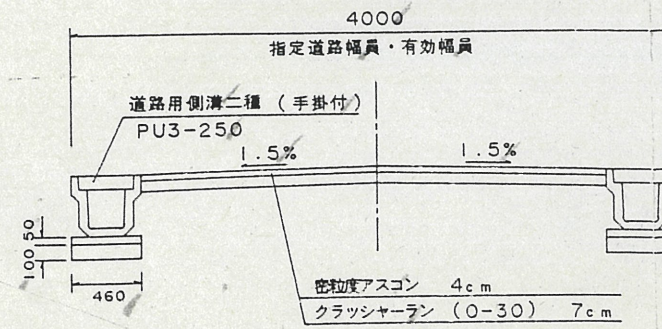 4000
指定道路幅員・有効幅員
道路用側溝二種 (手掛付)
PU3-250
1.5%
1.5%
50
100
460
密粒度アスコン 4cm
クラッシャーラン (0-30) 7cm